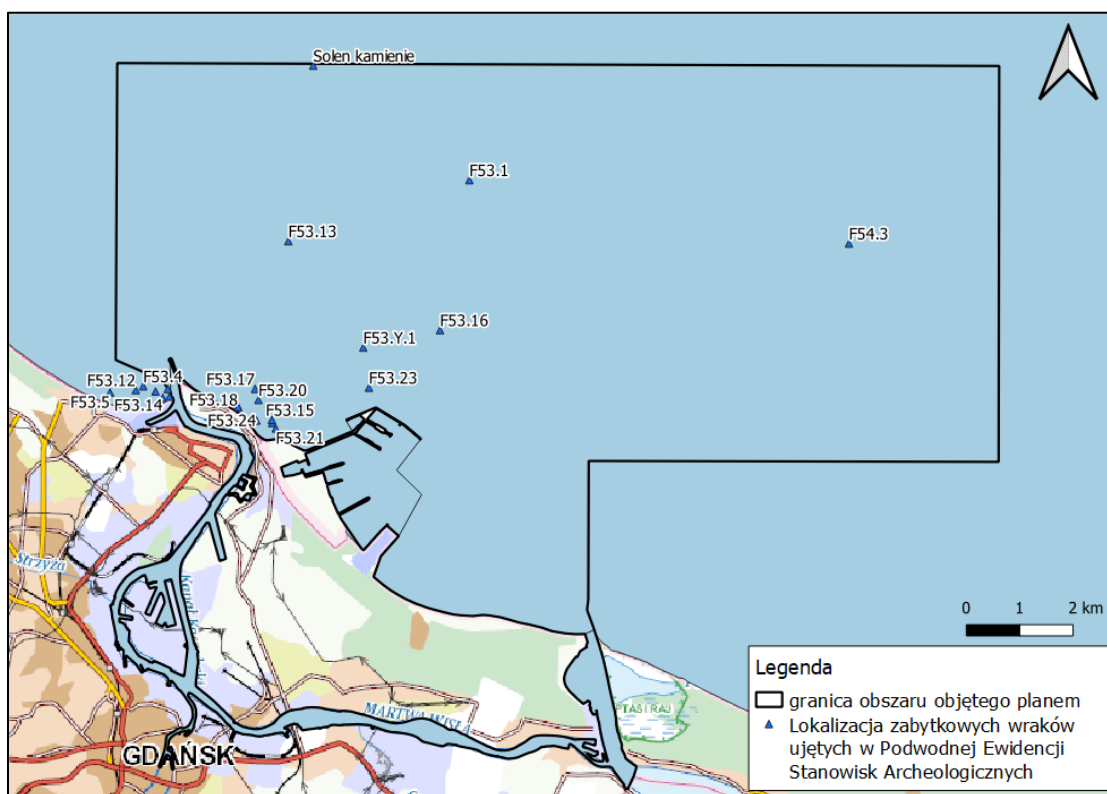 Solen kamienie
F53.1
F53.13
F54.3
F53.16
F53.Y.1
F53.23
F53.12
F53.4
F53.17
F53.20
F53.5
F53.14
F53.18
F53.15
F53.24
F53.21
Strzyża
MARTWA WISŁA
PTASI RAJ
GDAŃSK
0 1 2 km
Legenda
granica obszaru objętego planem
Lokalizacja zabytkowych wraków
ujętych w Podwodnej Ewidencji
Stanowisk Archeologicznych